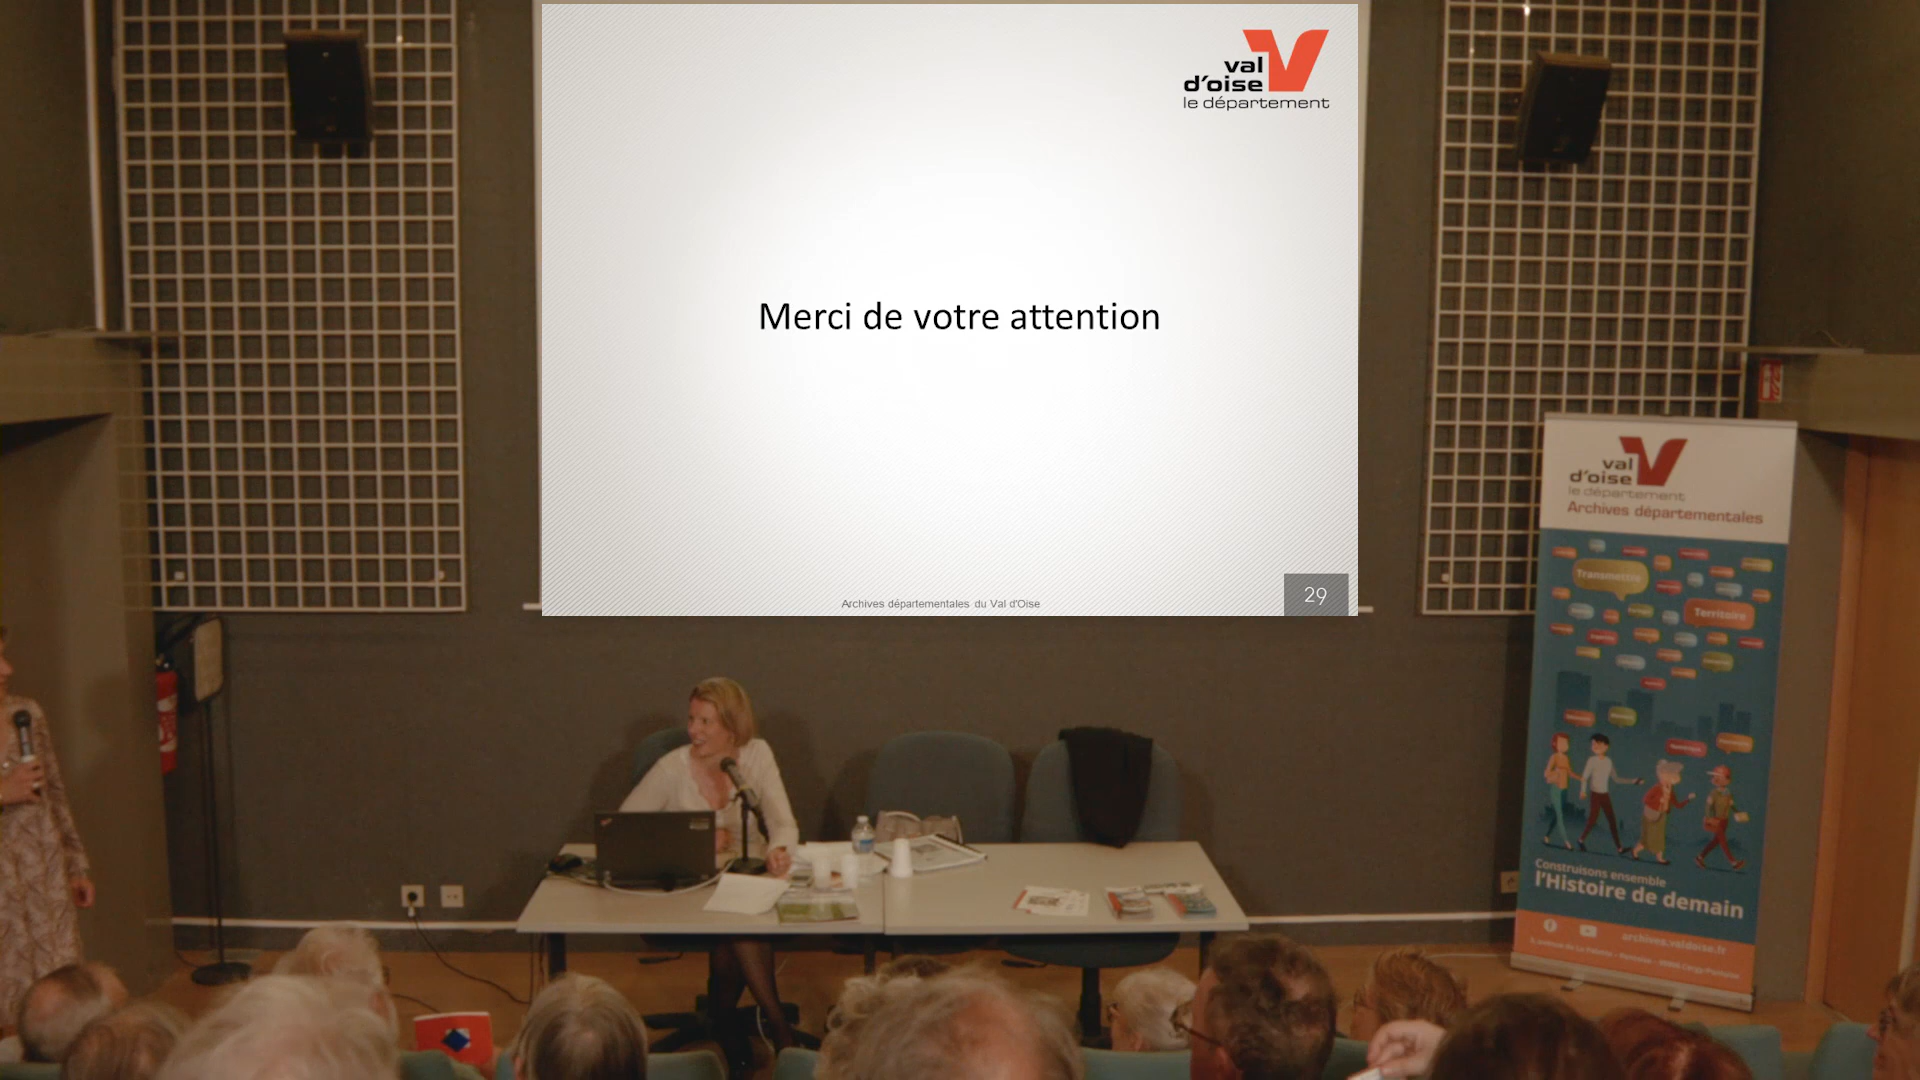 val
d'oise
le département
Merci de votre attention
Archives départementales du Val d'Oise
29
val
d'oise
le département
Archives départementales
Transmettre
Territoire
Construisons ensemble
l'Histoire de demain
archives.valdoise.fr